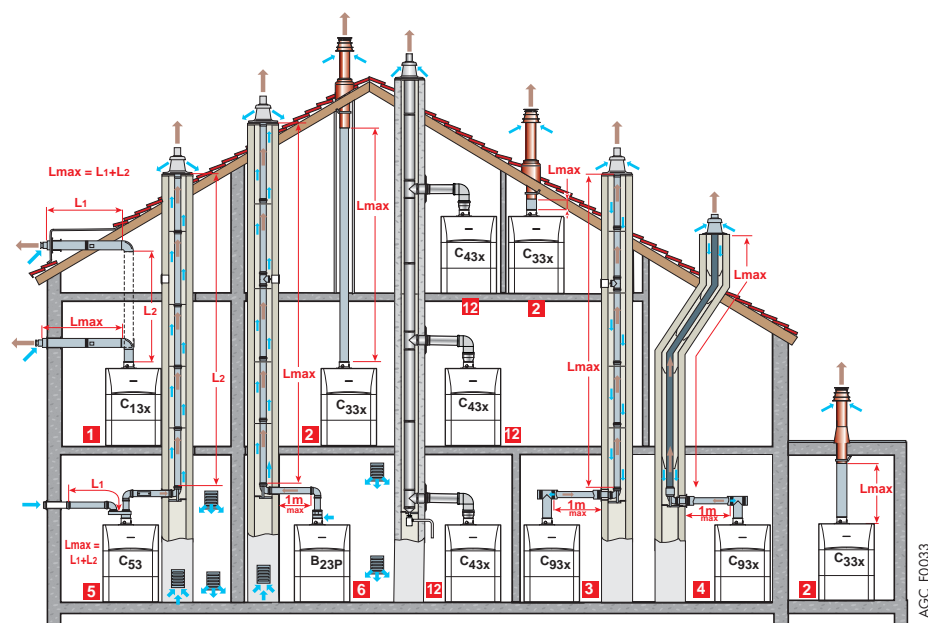 Lmax = L1+L2
L1
Lmax
L2
C13x
1
L2
Lmax
Lmax
C33x
2
C43x
12
Lmax
C33x
2
C43x
12
Lmax
Lmax
L1
Lmax =
L1+L2
C53
5
1m
max
B23P
6
C43x
12
1m
max
C93x
3
1m
max
C93x
4
Lmax
C33x
2
AGC_F0033